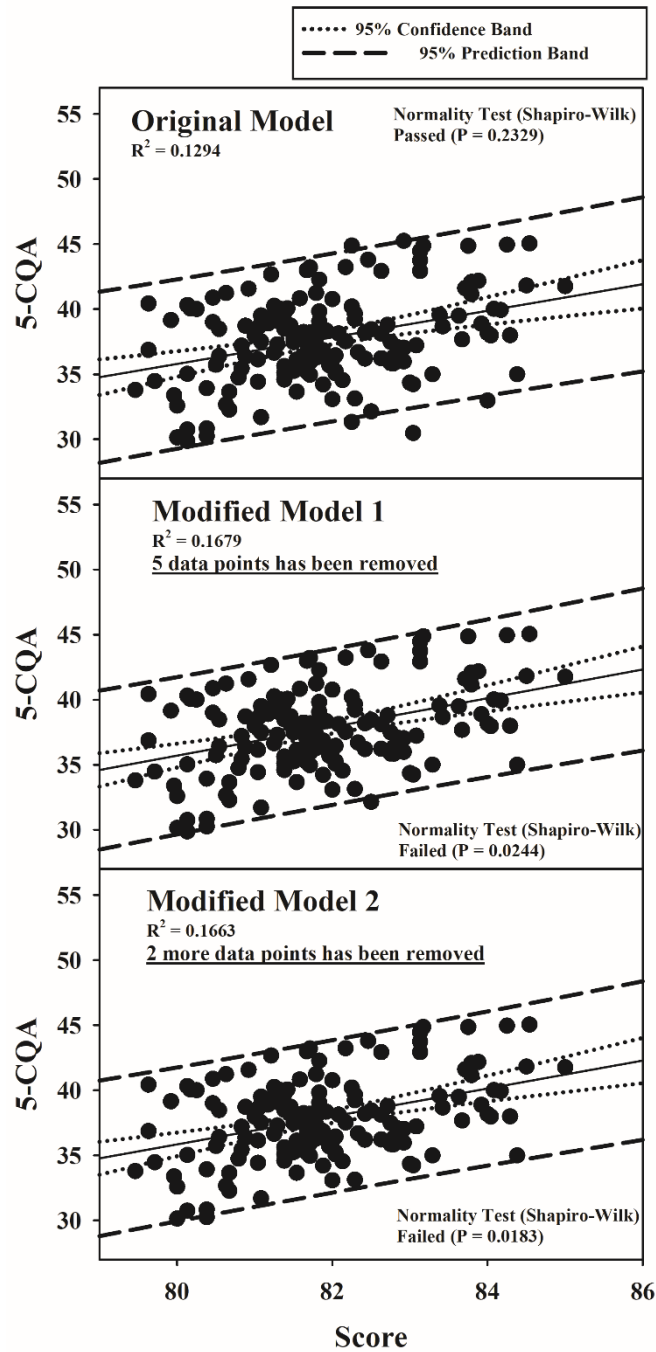 95% Confidence Band
95% Prediction Band
Original Model
R² = 0.1294
Normality Test (Shapiro-Wilk)
Passed (P = 0.2329)
55
50
45
40
35
30
5-CQA
Modified Model 1
R² = 0.1679
5 data points has been removed
Normality Test (Shapiro-Wilk)
Failed (P = 0.0244)
55
50
45
40
35
30
5-CQA
Modified Model 2
R² = 0.1663
2 more data points has been removed
Normality Test (Shapiro-Wilk)
Failed (P = 0.0183)
55
50
45
40
35
30
5-CQA
80 82 84 86
Score